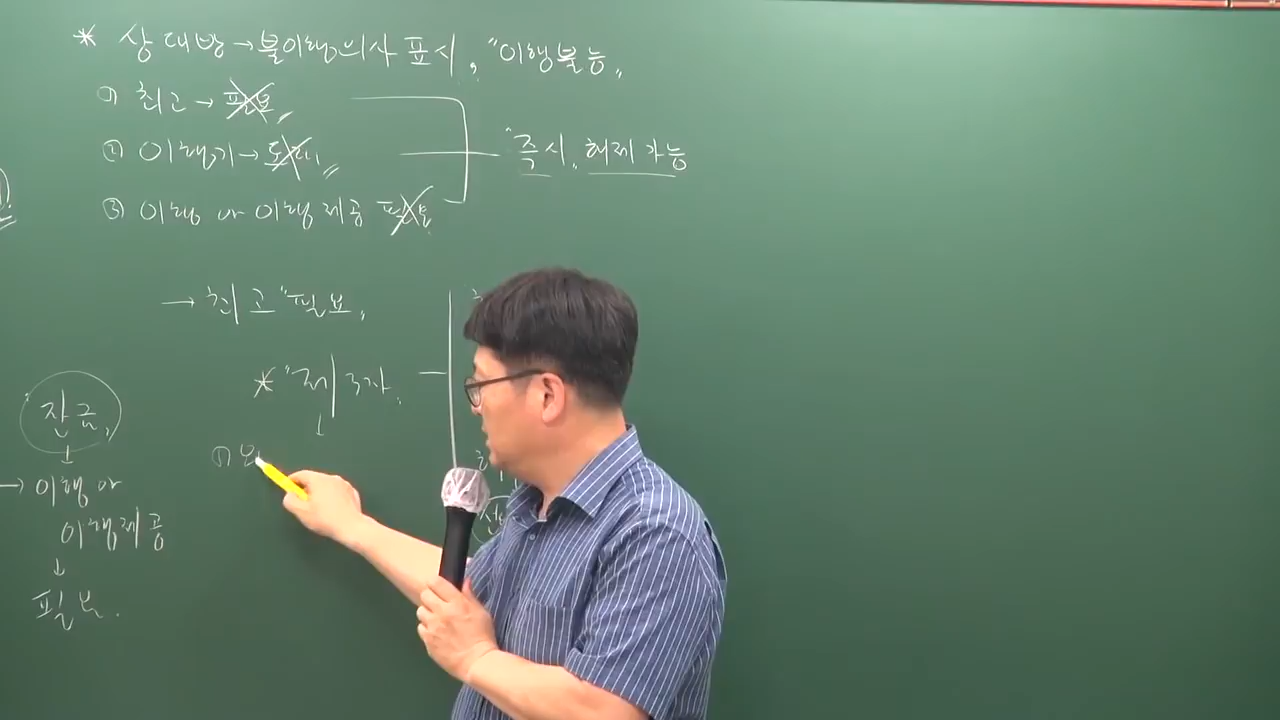 * 상대방→불이행의사 표시, "이행불능,
① 최고→필요
② 이행기→도래
"즉시, 해제 가능
③ 이행 or 이행제공 필요
→ 최고 "필요,
* "제3자,
↓
①
잔금,
↓
→ 이행 or
이행제공
↓
필요.